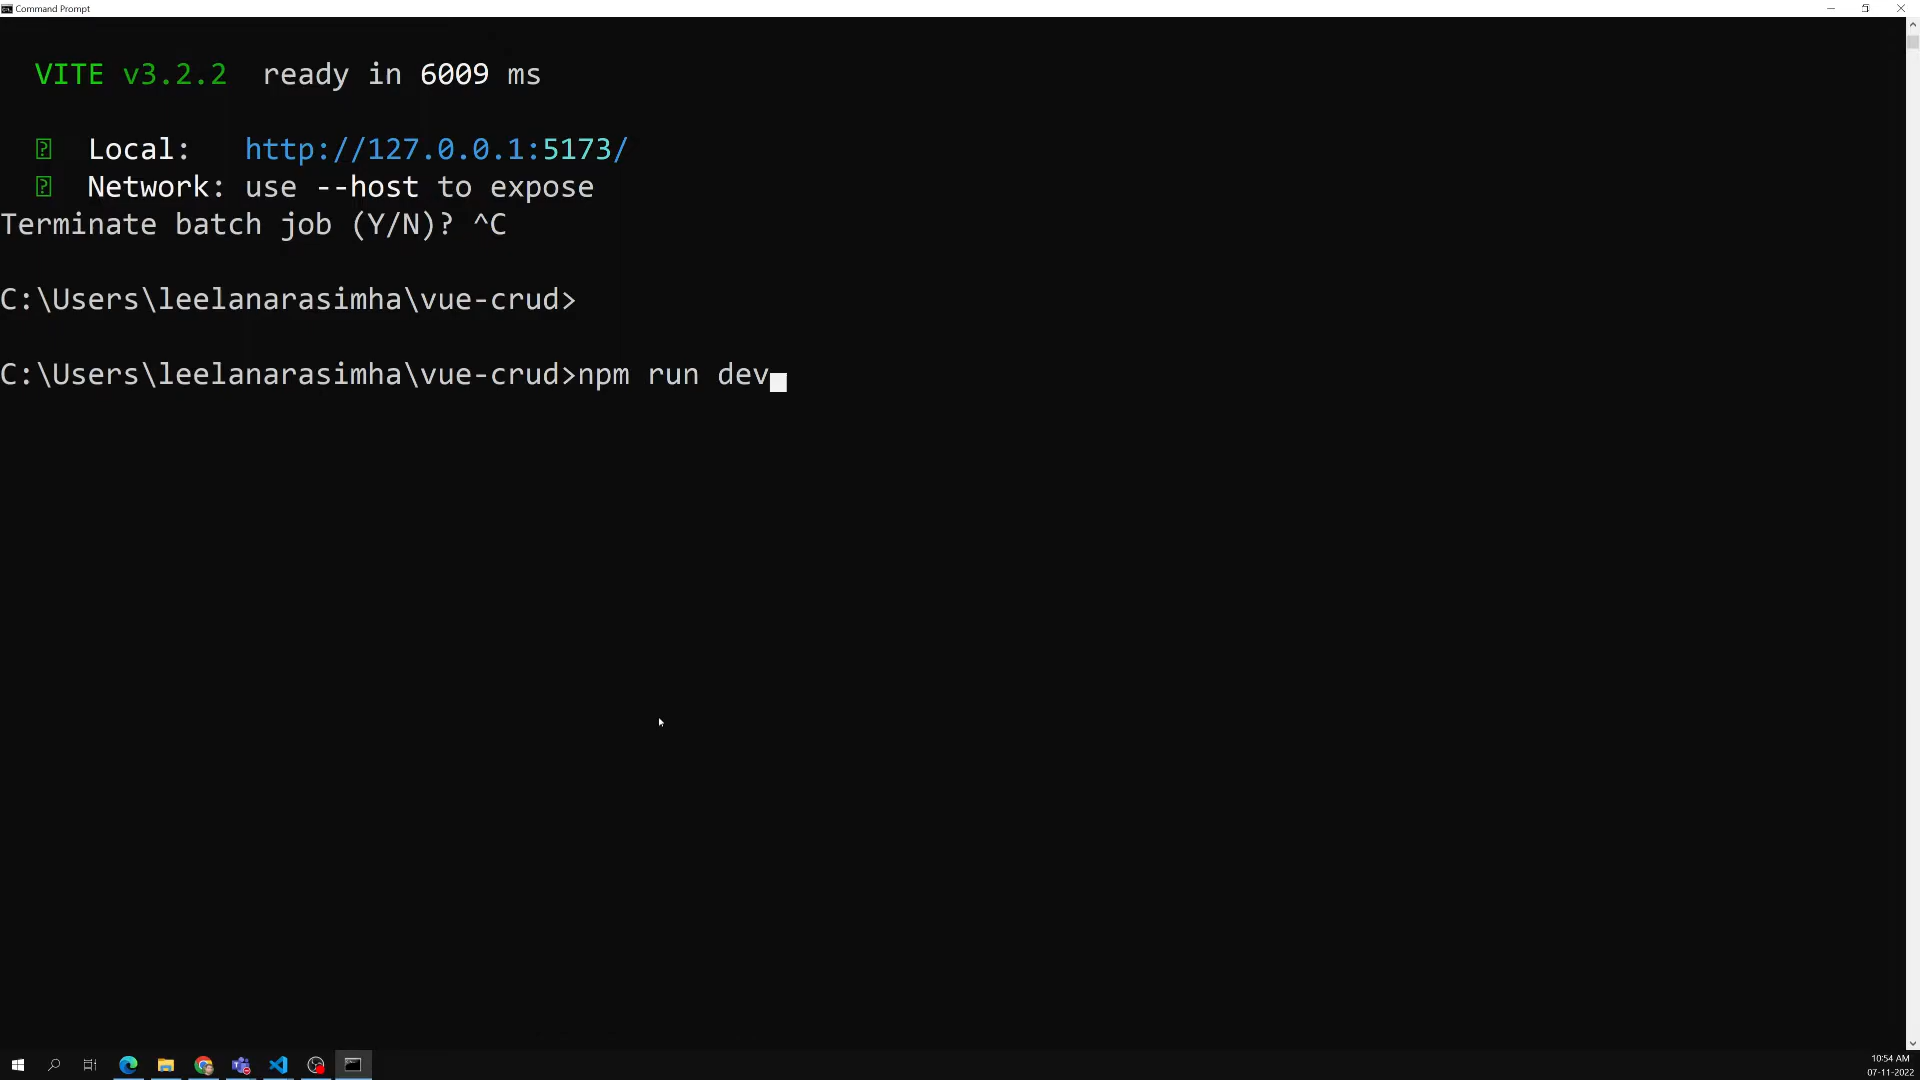 Command Prompt
VITE v3.2.2  ready in 6009 ms
Local:   http://127.0.0.1:5173/
Network: use --host to expose
Terminate batch job (Y/N)? ^C
C:\Users\leelanarasimha\vue-crud>
C:\Users\leelanarasimha\vue-crud>npm run dev
10:54 AM
07-11-2022